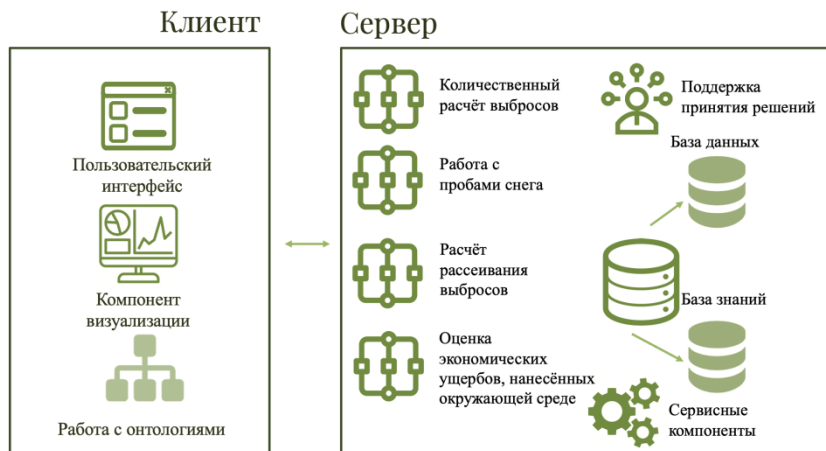 Клиент
Сервер
Пользовательский
интерфейс
Компонент
визуализации
Работа с онтологиями
Количественный
расчёт выбросов
Работа с
пробами снега
Расчёт
рассеивания
выбросов
Оценка
экономических
ущербов, нанесённых
окружающей среде
Поддержка
принятия решений
База данных
База знаний
Сервисные
компоненты